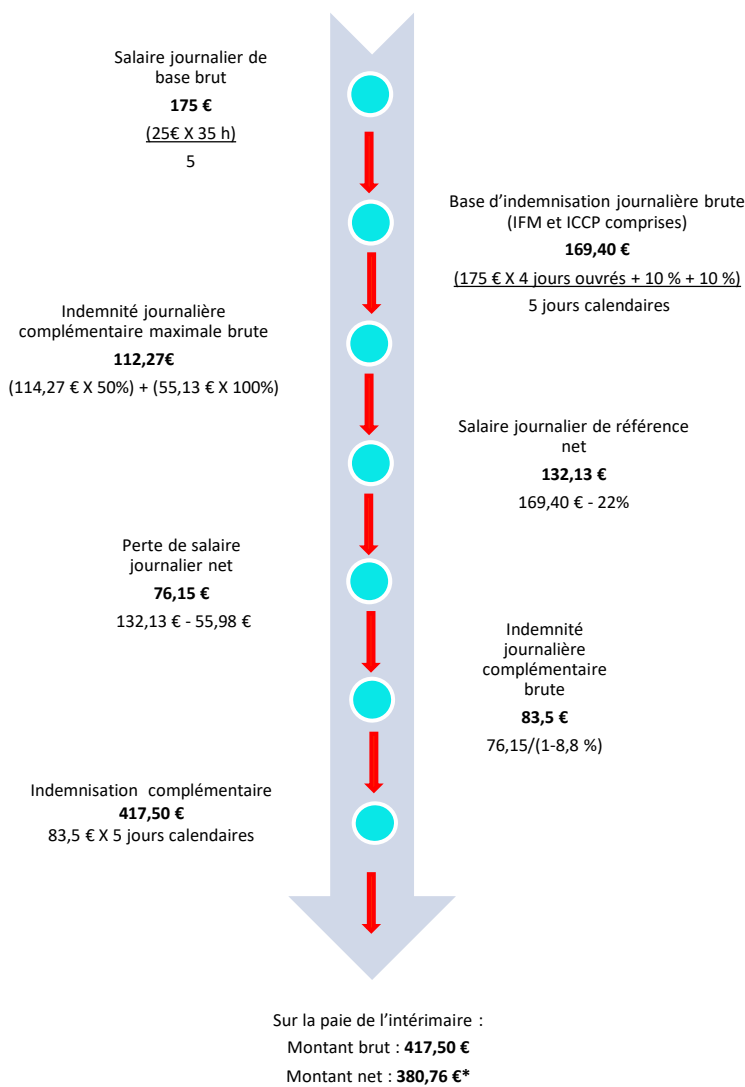 Salaire journalier de
base brut
175 €
(25€ X 35 h)
5
Base d'indemnisation journalière brute
(IFM et ICCP comprises)
169,40 €
(175 € X 4 jours ouvrés + 10 % + 10 %)
5 jours calendaires
Indemnité journalière
complémentaire maximale brute
112,27€
(114,27 € X 50%) + (55,13 € X 100%)
Salaire journalier de référence
net
132,13 €
169,40 € - 22%
Perte de salaire
journalier net
76,15 €
132,13 € - 55,98 €
Indemnité
journalière
complémentaire
brute
83,5 €
76,15/(1-8,8 %)
Indemnisation complémentaire
417,50 €
83,5 € X 5 jours calendaires
Sur la paie de l'intérimaire :
Montant brut : 417,50 €
Montant net : 380,76 €*